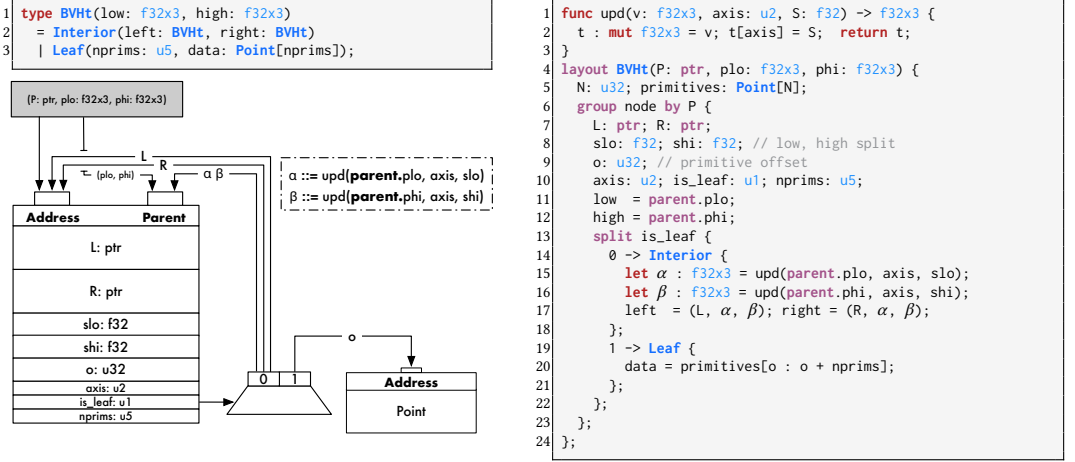 1 type BVHt(low: f32x3, high: f32x3)
2   = Interior(left: BVHt, right: BVHt)
3   | Leaf(nprims: u5, data: Point[nprims]);
(P: ptr, plo: f32x3, phi: f32x3)
L
R
(plo, phi)
α β
α ::= upd(parent.plo, axis, slo)
β ::= upd(parent.phi, axis, shi)
Address Parent
L: ptr
R: ptr
slo: f32
shi: f32
o: u32
axis: u2
is_leaf: u1
nprims: u5
0 1
o
Address
Point
1 func upd(v: f32x3, axis: u2, S: f32) -> f32x3 {
2   t : mut f32x3 = v; t[axis] = S;  return t;
3 }
4 layout BVHt(P: ptr, plo: f32x3, phi: f32x3) {
5   N: u32; primitives: Point[N];
6   group node by P {
7     L: ptr; R: ptr;
8     slo: f32; shi: f32; // low, high split
9     o: u32; // primitive offset
10     axis: u2; is_leaf: u1; nprims: u5;
11     low  = parent.plo;
12     high = parent.phi;
13     split is_leaf {
14       0 -> Interior {
15         let α : f32x3 = upd(parent.plo, axis, slo);
16         let β : f32x3 = upd(parent.phi, axis, shi);
17         left  = (L, α, β); right = (R, α, β);
18       };
19       1 -> Leaf {
20         data = primitives[o : o + nprims];
21       };
22     };
23   };
24 };